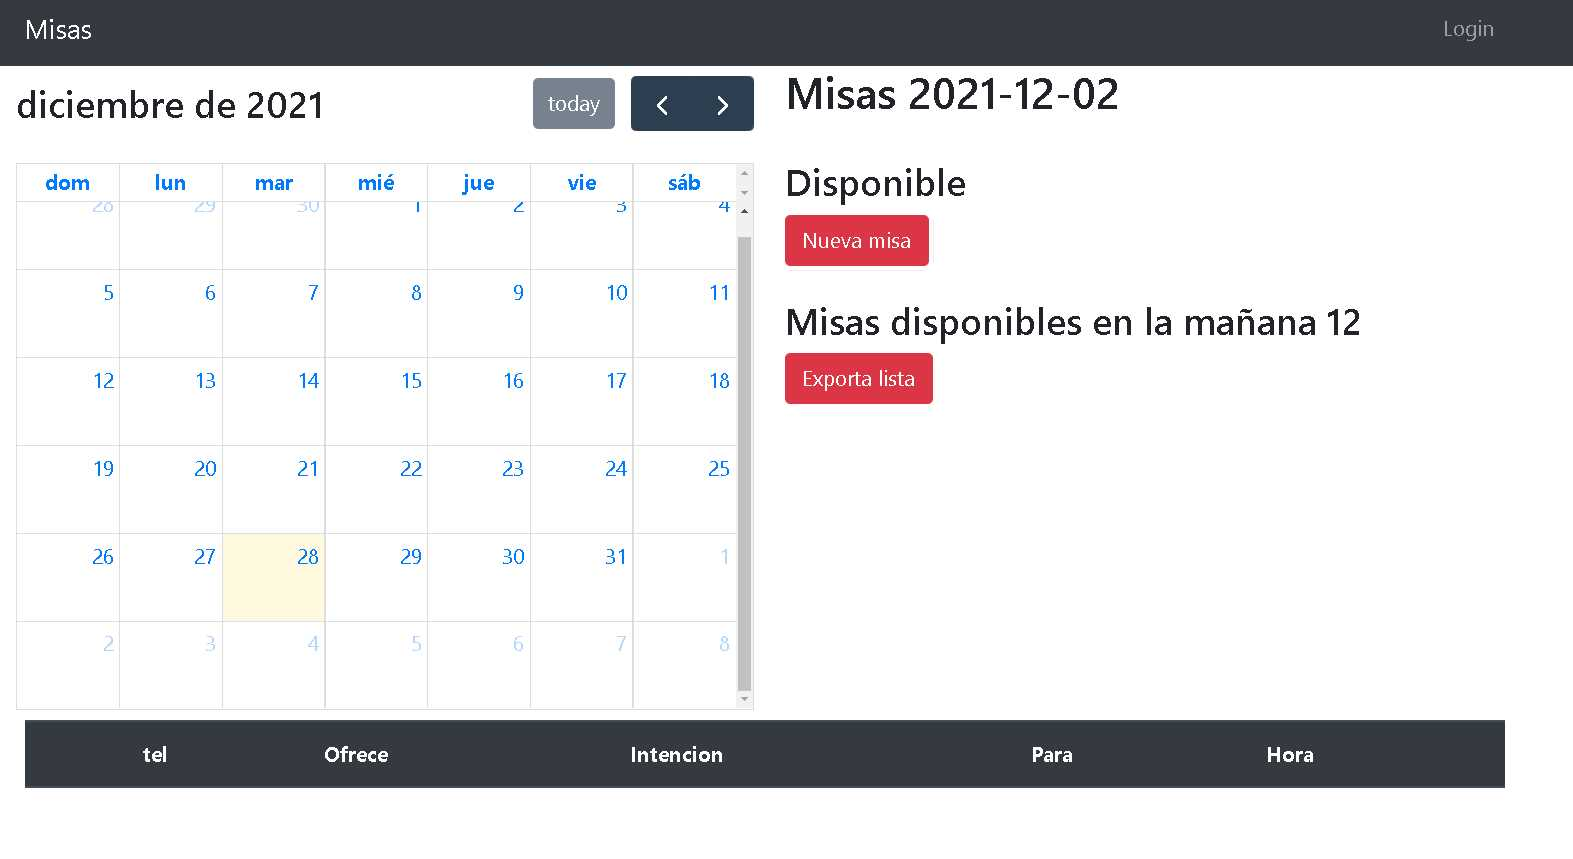 Misas
Login
diciembre de 2021
today
dom lun mar mié jue vie sáb
28 29 30 1 2 3 4
5 6 7 8 9 10 11
12 13 14 15 16 17 18
19 20 21 22 23 24 25
26 27 28 29 30 31 1
2 3 4 5 6 7 8
Misas 2021-12-02
Disponible
Nueva misa
Misas disponibles en la mañana 12
Exporta lista
tel Ofrece Intencion Para Hora